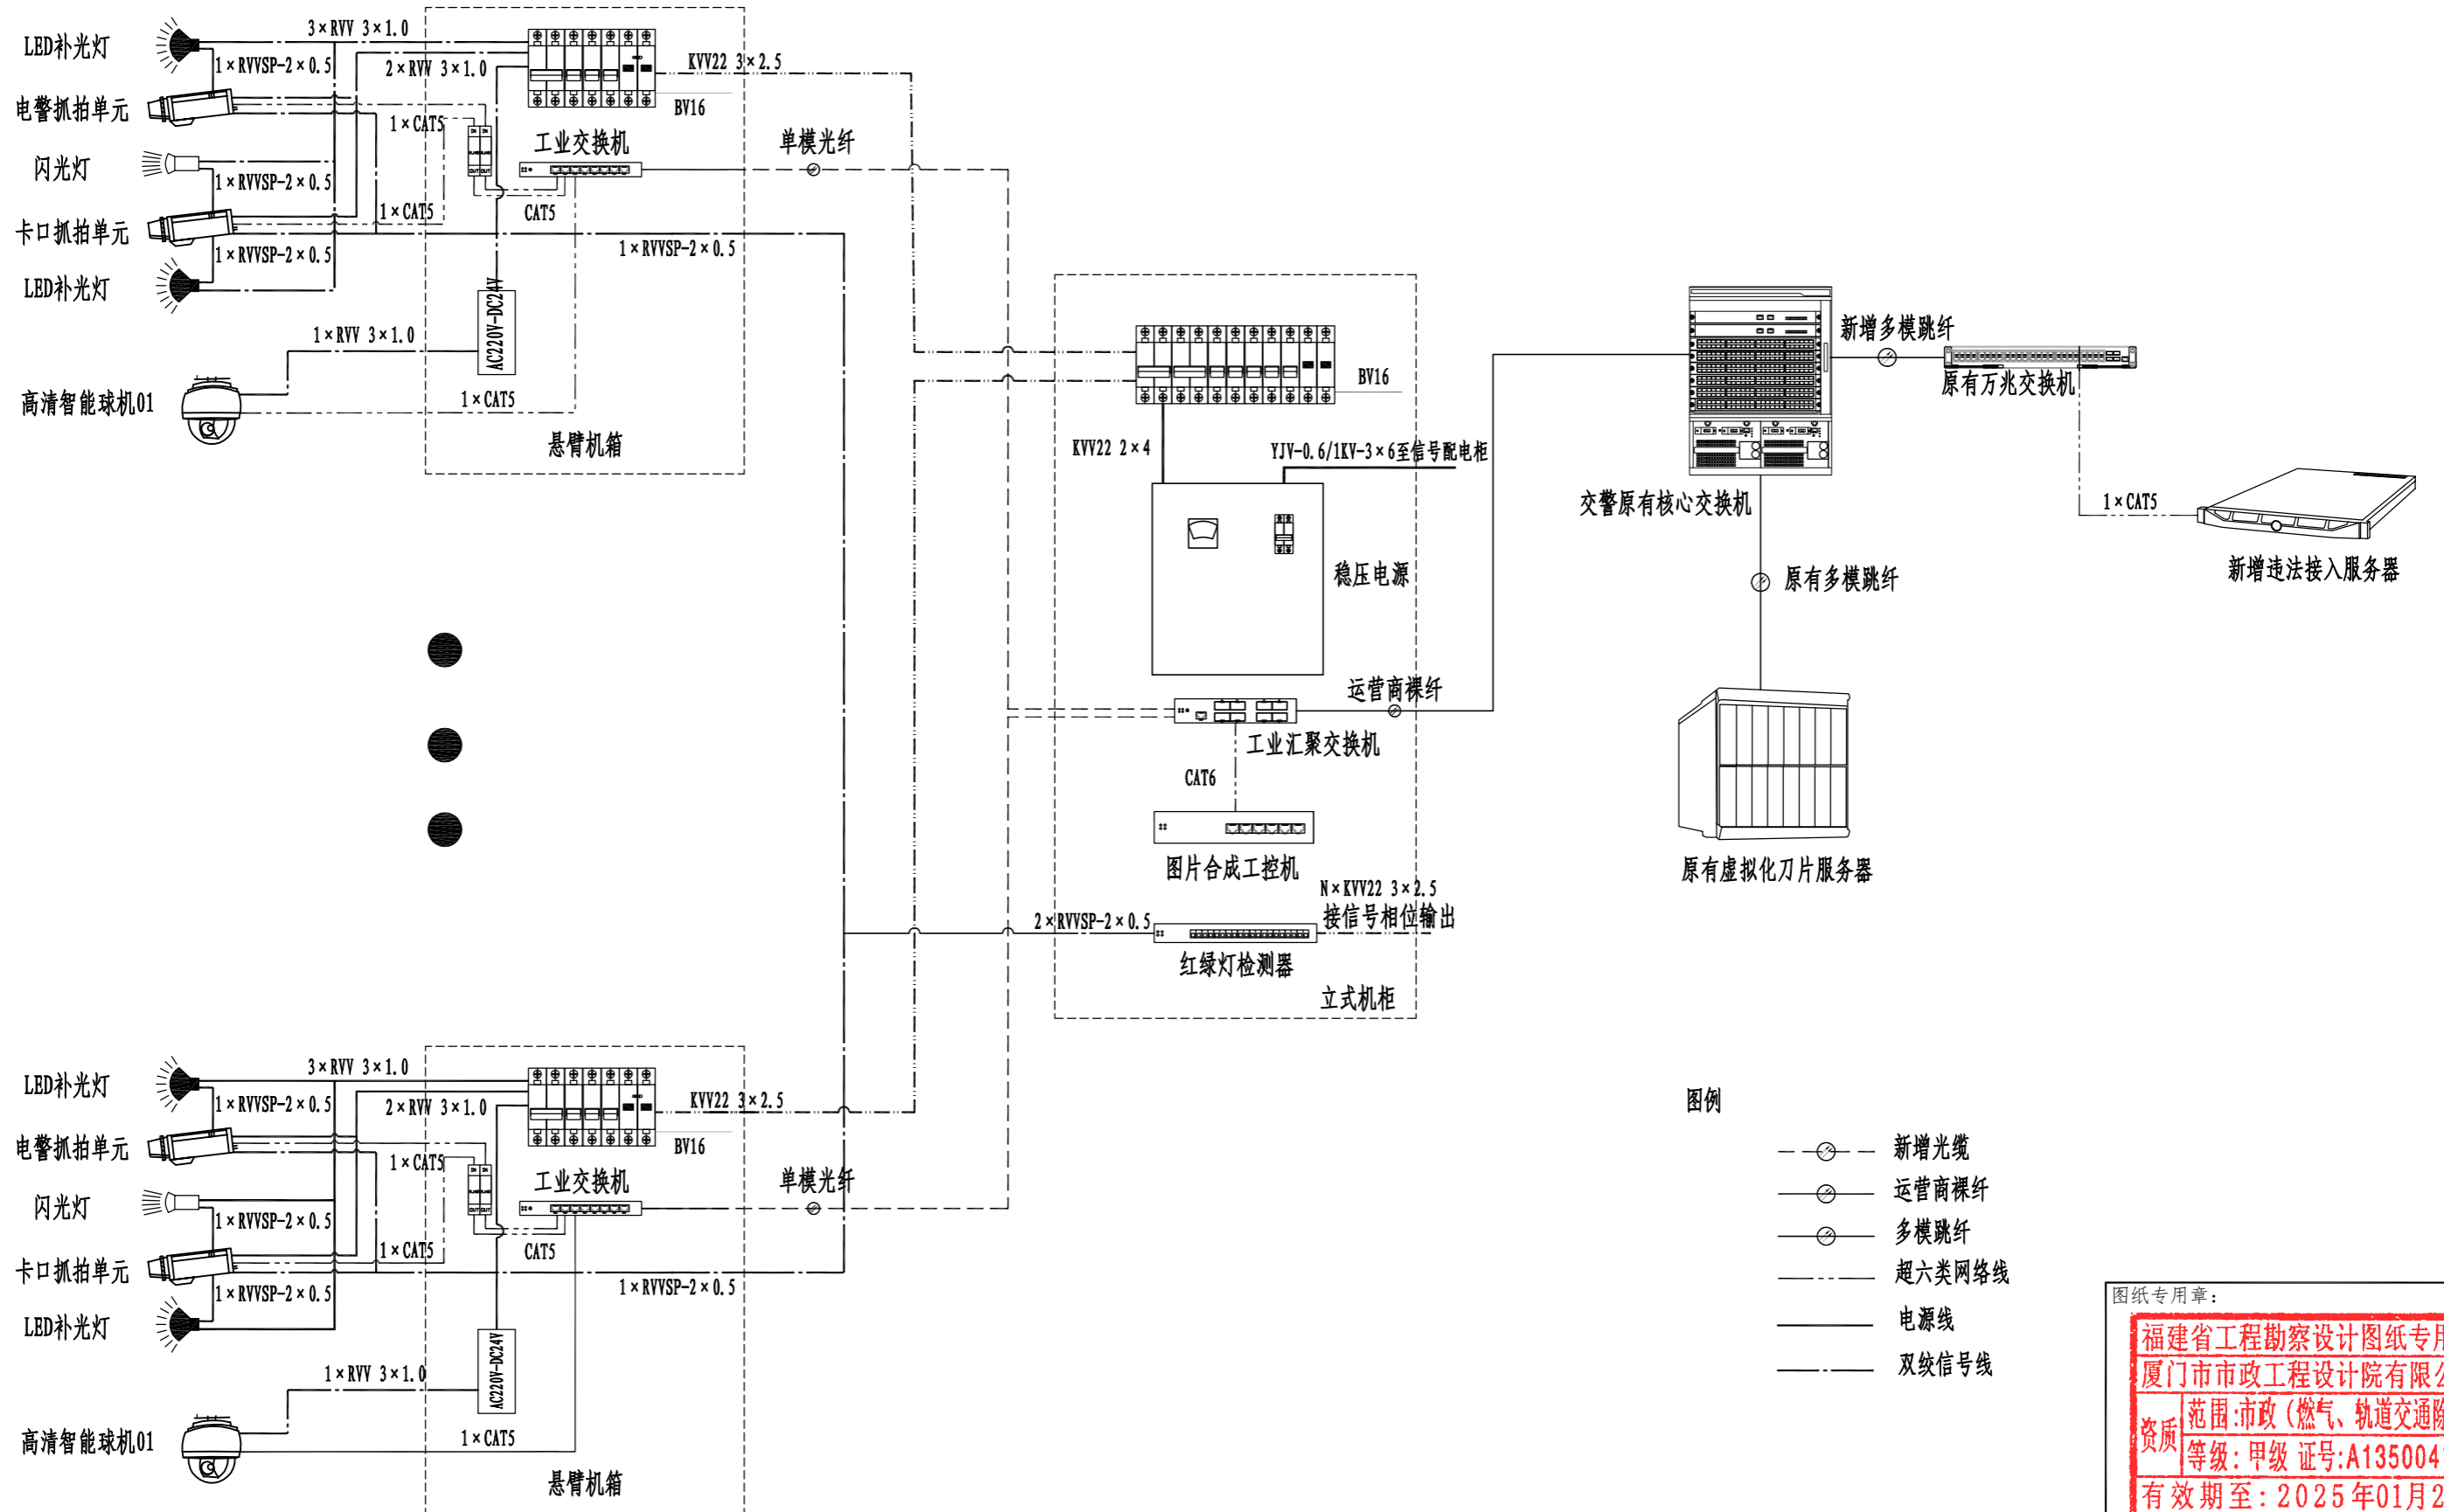 LED补光灯
3×RVV 3×1.0
1×RVVSP-2×0.5
2×RVV 3×1.0
KVV22 3×2.5
BV16
电警抓拍单元
1×CAT5
工业交换机
单模光纤
闪光灯
1×RVVSP-2×0.5
1×CAT5
CAT5
卡口抓拍单元
1×RVVSP-2×0.5
1×RVVSP-2×0.5
LED补光灯
AC220V-DC24V
1×RVV 3×1.0
高清智能球机01
1×CAT5
悬臂机箱
BV16
KVV22 2×4
YJV-0.6/1KV-3×6至信号配电柜
稳压电源
运营商裸纤
工业汇聚交换机
CAT6
图片合成工控机
N×KVV22 3×2.5
接信号相位输出
2×RVVSP-2×0.5
红绿灯检测器
立式机柜
新增多模跳纤
原有万兆交换机
交警原有核心交换机
1×CAT5
新增违法接入服务器
原有多模跳纤
原有虚拟化刀片服务器
LED补光灯
3×RVV 3×1.0
1×RVVSP-2×0.5
2×RVV 3×1.0
KVV22 3×2.5
BV16
电警抓拍单元
1×CAT5
工业交换机
单模光纤
闪光灯
1×RVVSP-2×0.5
1×CAT5
CAT5
卡口抓拍单元
1×RVVSP-2×0.5
1×RVVSP-2×0.5
LED补光灯
AC220V-DC24V
1×RVV 3×1.0
高清智能球机01
1×CAT5
悬臂机箱
图例
新增光缆
运营商裸纤
多模跳纤
超六类网络线
电源线
双绞信号线
图纸专用章：
福建省工程勘察设计图纸专用
厦门市市政工程设计院有限公
资质
范围:市政(燃气、轨道交通除
等级:甲级 证号:A1350041
有效期至:2025年01月2